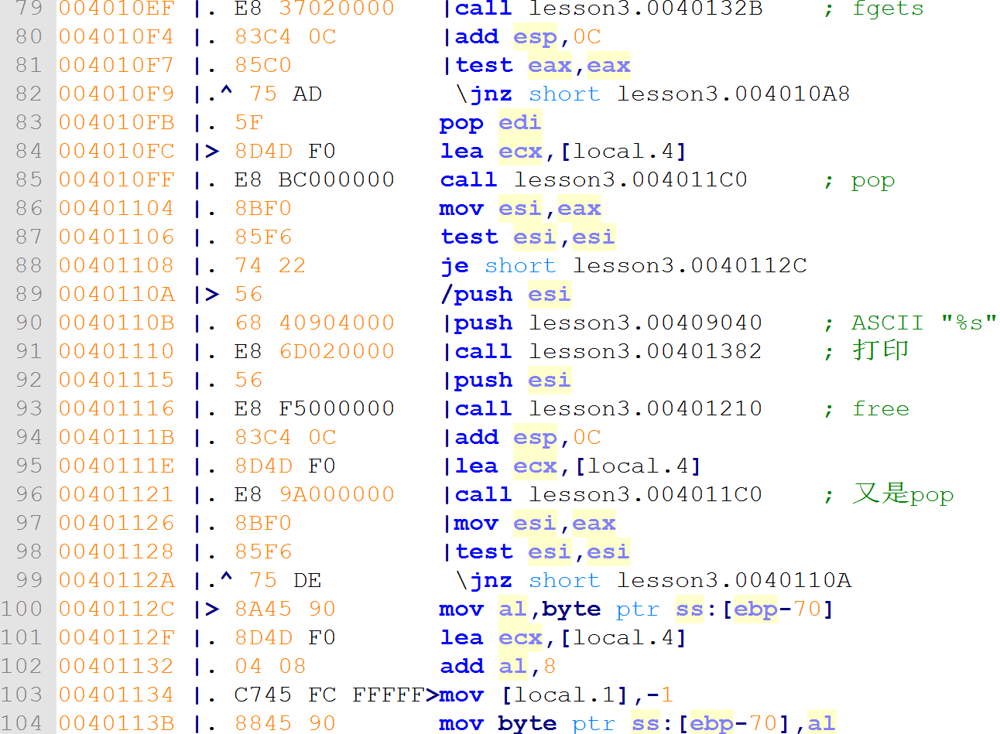 79 004010EF |. E8 37020000 |call lesson3.0040132B ; fgets
80 004010F4 |. 83C4 0C |add esp,0C
81 004010F7 |. 85C0 |test eax,eax
82 004010F9 |.^ 75 AD \jnz short lesson3.004010A8
83 004010FB |. 5F pop edi
84 004010FC |> 8D4D F0 lea ecx,[local.4]
85 004010FF |. E8 BC000000 call lesson3.004011C0 ; pop
86 00401104 |. 8BF0 mov esi,eax
87 00401106 |. 85F6 test esi,esi
88 00401108 |. 74 22 je short lesson3.0040112C
89 0040110A |> 56 /push esi
90 0040110B |. 68 40904000 |push lesson3.00409040 ; ASCII "%s"
91 00401110 |. E8 6D020000 |call lesson3.00401382 ; 打印
92 00401115 |. 56 |push esi
93 00401116 |. E8 F5000000 |call lesson3.00401210 ; free
94 0040111B |. 83C4 0C |add esp,0C
95 0040111E |. 8D4D F0 |lea ecx,[local.4]
96 00401121 |. E8 9A000000 |call lesson3.004011C0 ; 又是pop
97 00401126 |. 8BF0 |mov esi,eax
98 00401128 |. 85F6 |test esi,esi
99 0040112A |.^ 75 DE \jnz short lesson3.0040110A
100 0040112C |> 8A45 90 mov al,byte ptr ss:[ebp-70]
101 0040112F |. 8D4D F0 lea ecx,[local.4]
102 00401132 |. 04 08 add al,8
103 00401134 |. C745 FC FFFFF>mov [local.1],-1
104 0040113B |. 8845 90 mov byte ptr ss:[ebp-70],al